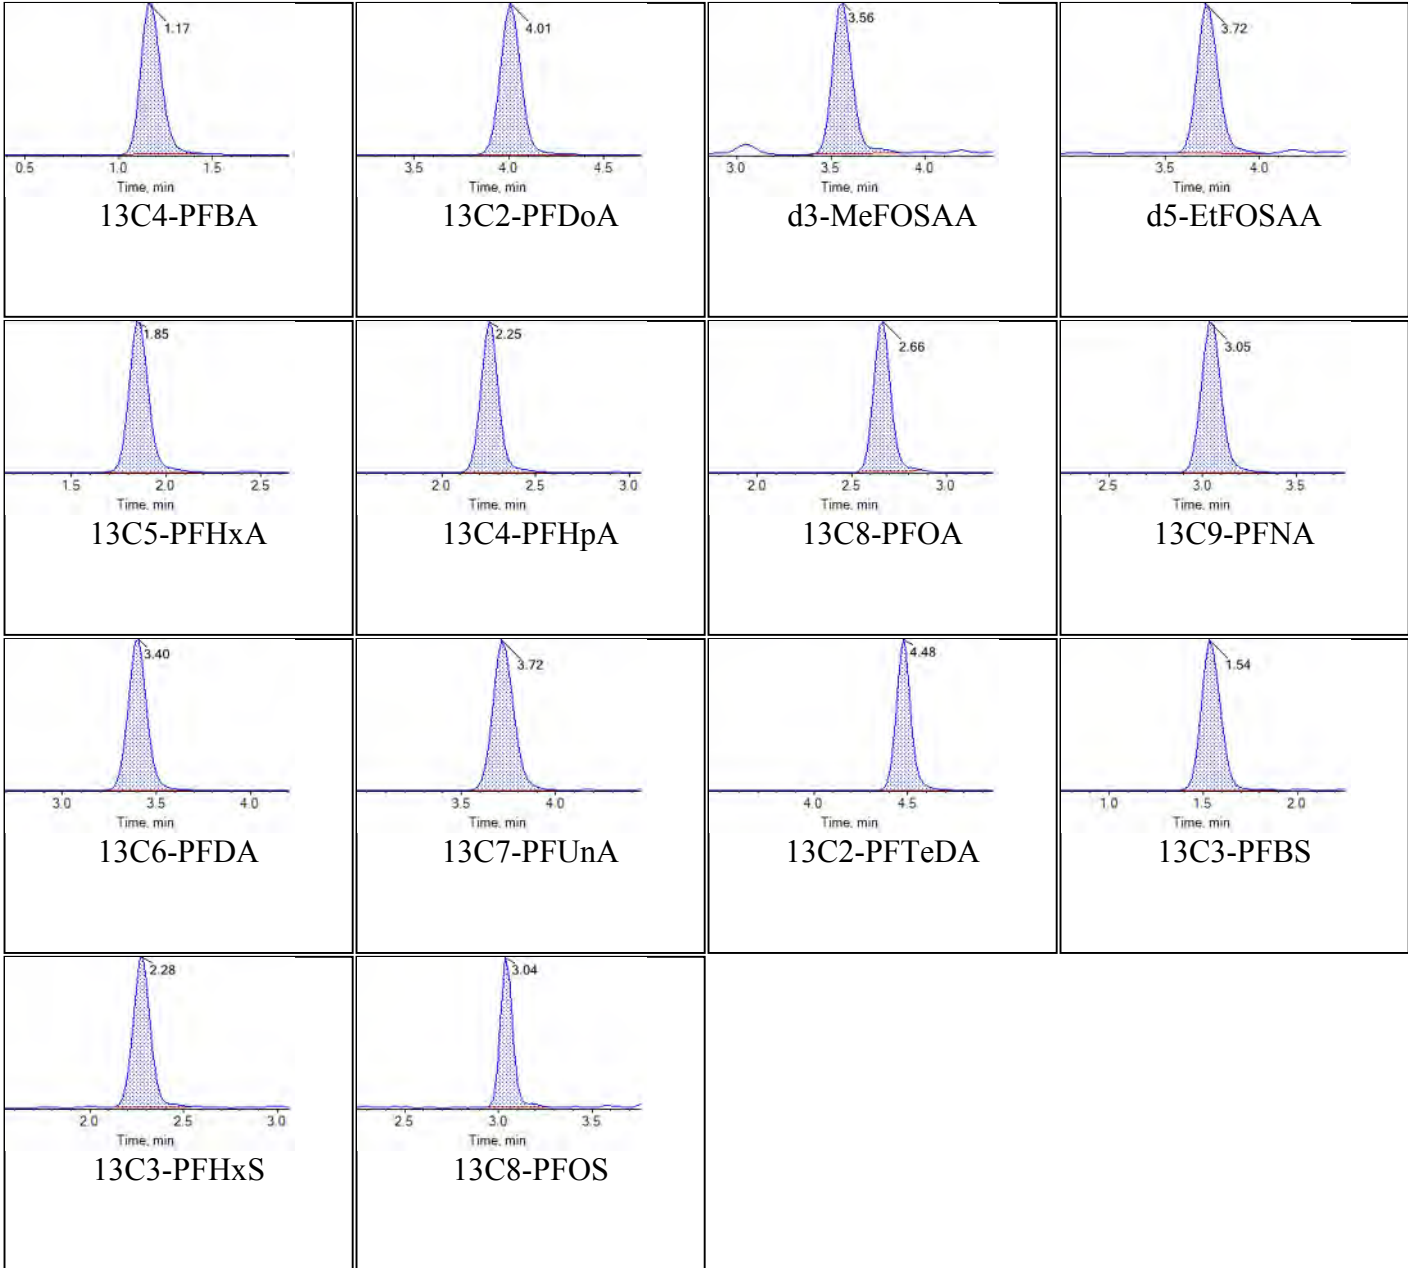 1.17
0.5 1.0 1.5
Time, min
13C4-PFBA
4.01
3.5 4.0 4.5
Time, min
13C2-PFDoA
3.56
3.0 3.5 4.0
Time, min
d3-MeFOSAA
3.72
3.5 4.0
Time, min
d5-EtFOSAA
1.85
1.5 2.0 2.5
Time, min
13C5-PFHxA
2.25
2.0 2.5 3.0
Time, min
13C4-PFHpA
2.66
2.0 2.5 3.0
Time, min
13C8-PFOA
3.05
2.5 3.0 3.5
Time, min
13C9-PFNA
3.40
3.0 3.5 4.0
Time, min
13C6-PFDA
3.72
3.5 4.0
Time, min
13C7-PFUnA
4.48
4.0 4.5
Time, min
13C2-PFTeDA
1.54
1.0 1.5 2.0
Time, min
13C3-PFBS
2.28
2.0 2.5 3.0
Time, min
13C3-PFHxS
3.04
2.5 3.0 3.5
Time, min
13C8-PFOS